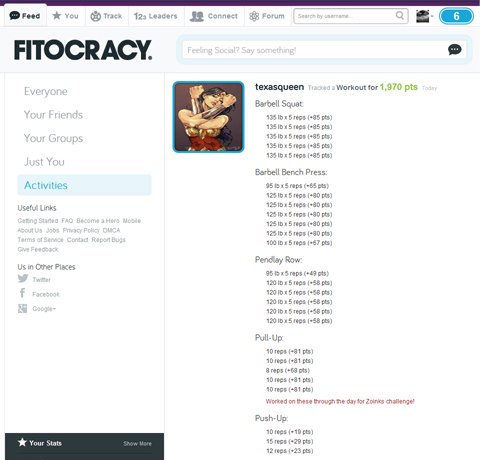 Feed You Track Leaders Connect Forum Search by username... 6
FITOCRACY. Feeling Social? Say something!
Everyone
Your Friends
Your Groups
Just You
Activities
Useful Links
Getting Started FAQ Become a Hero Mobile
About Us Jobs Privacy Policy DMCA
Terms of Service Contact Report Bugs
Give Feedback
Us in Other Places
Twitter
Facebook
Google+
Your Stats Show More
texasqueen Tracked a Workout for 1,970 pts Today
Barbell Squat:
135 lb x 5 reps (+85 pts)
135 lb x 5 reps (+85 pts)
135 lb x 5 reps (+85 pts)
135 lb x 5 reps (+85 pts)
135 lb x 5 reps (+85 pts)
Barbell Bench Press:
95 lb x 5 reps (+65 pts)
125 lb x 5 reps (+80 pts)
125 lb x 5 reps (+80 pts)
125 lb x 5 reps (+80 pts)
125 lb x 5 reps (+80 pts)
125 lb x 5 reps (+80 pts)
100 lb x 5 reps (+67 pts)
Pendlay Row:
95 lb x 5 reps (+49 pts)
120 lb x 5 reps (+58 pts)
120 lb x 5 reps (+58 pts)
120 lb x 5 reps (+58 pts)
120 lb x 5 reps (+58 pts)
120 lb x 5 reps (+58 pts)
Pull-Up:
10 reps (+81 pts)
10 reps (+81 pts)
8 reps (+68 pts)
10 reps (+81 pts)
10 reps (+81 pts)
Worked on these through the day for Zoinks challenge!
Push-Up:
10 reps (+19 pts)
15 reps (+29 pts)
12 reps (+23 pts)